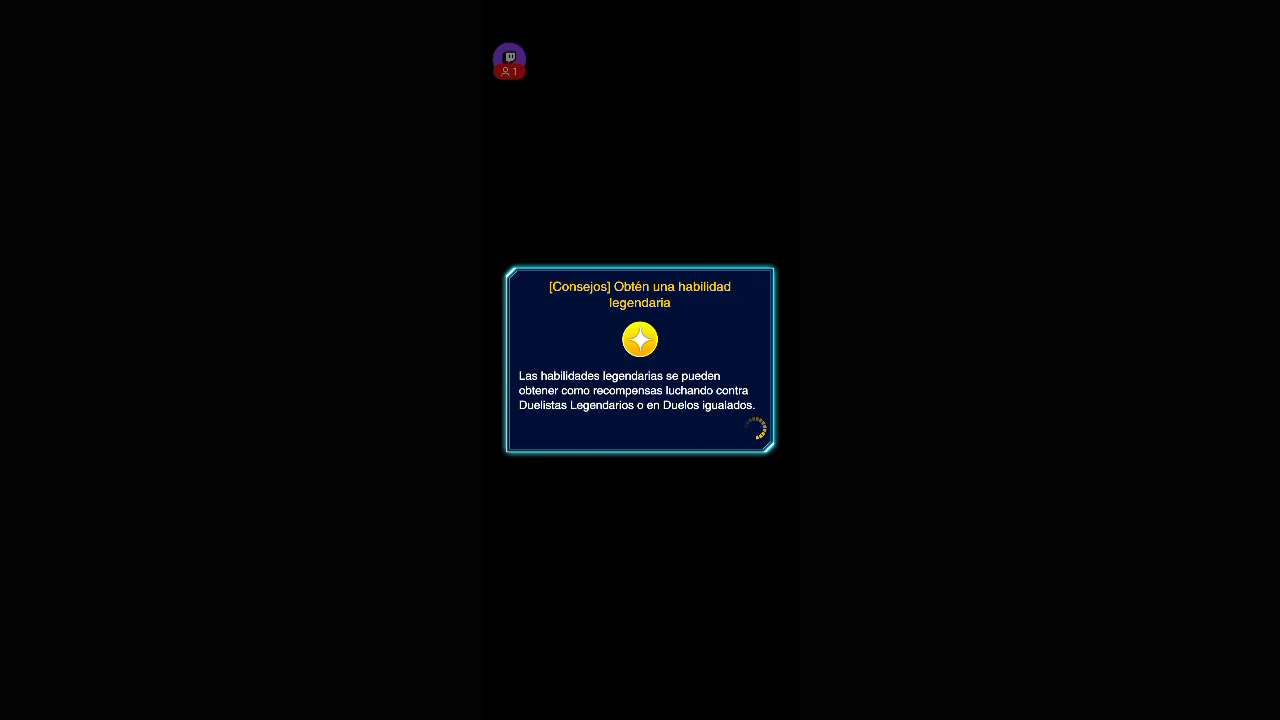 1
[Consejos] Obtén una habilidad
legendaria
Las habilidades legendarias se pueden
obtener como recompensas luchando contra
Duelistas Legendarios o en Duelos igualados.